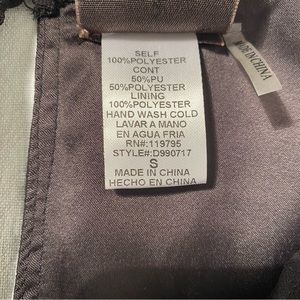 SELF
100%POLYESTER
CONT
50%PU
50%POLYESTER
LINING
100%POLYESTER
HAND WASH COLD
LAVAR A MANO
EN AGUA FRIA
RN#:119795
STYLE#:D990717
S
MADE IN CHINA
HECHO EN CHINA
MADE IN CHINA